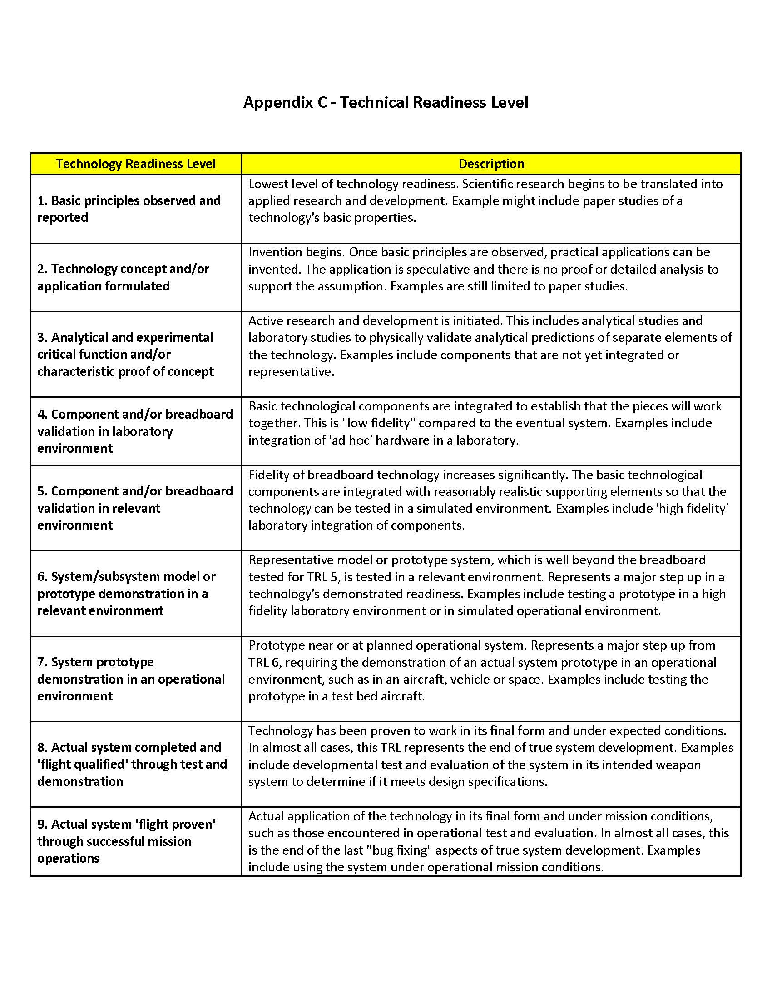 Appendix C - Technical Readiness Level
Technology Readiness Level
Description
1. Basic principles observed and
reported
Lowest level of technology readiness. Scientific research begins to be translated into
applied research and development. Example might include paper studies of a
technology's basic properties.
2. Technology concept and/or
application formulated
Invention begins. Once basic principles are observed, practical applications can be
invented. The application is speculative and there is no proof or detailed analysis to
support the assumption. Examples are still limited to paper studies.
3. Analytical and experimental
critical function and/or
characteristic proof of concept
Active research and development is initiated. This includes analytical studies and
laboratory studies to physically validate analytical predictions of separate elements of
the technology. Examples include components that are not yet integrated or
representative.
4. Component and/or breadboard
validation in laboratory
environment
Basic technological components are integrated to establish that the pieces will work
together. This is "low fidelity" compared to the eventual system. Examples include
integration of 'ad hoc' hardware in a laboratory.
5. Component and/or breadboard
validation in relevant
environment
Fidelity of breadboard technology increases significantly. The basic technological
components are integrated with reasonably realistic supporting elements so that the
technology can be tested in a simulated environment. Examples include 'high fidelity'
laboratory integration of components.
6. System/subsystem model or
prototype demonstration in a
relevant environment
Representative model or prototype system, which is well beyond the breadboard
tested for TRL 5, is tested in a relevant environment. Represents a major step up in a
technology's demonstrated readiness. Examples include testing a prototype in a high
fidelity laboratory environment or in simulated operational environment.
7. System prototype
demonstration in an operational
environment
Prototype near or at planned operational system. Represents a major step up from
TRL 6, requiring the demonstration of an actual system prototype in an operational
environment, such as in an aircraft, vehicle or space. Examples include testing the
prototype in a test bed aircraft.
8. Actual system completed and
'flight qualified' through test and
demonstration
Technology has been proven to work in its final form and under expected conditions.
In almost all cases, this TRL represents the end of true system development. Examples
include developmental test and evaluation of the system in its intended weapon
system to determine if it meets design specifications.
9. Actual system 'flight proven'
through successful mission
operations
Actual application of the technology in its final form and under mission conditions,
such as those encountered in operational test and evaluation. In almost all cases, this
is the end of the last "bug fixing" aspects of true system development. Examples
include using the system under operational mission conditions.